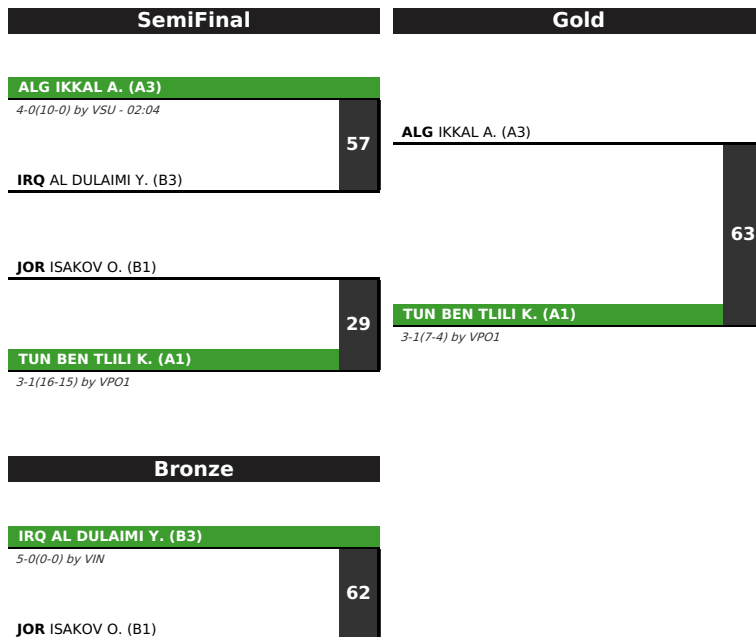 SemiFinal
ALG IKKAL A. (A3)
4-0(10-0) by VSU - 02:04
57
IRQ AL DULAIMI Y. (B3)
JOR ISAKOV O. (B1)
29
TUN BEN TLILI K. (A1)
3-1(16-15) by VPO1
Gold
ALG IKKAL A. (A3)
63
TUN BEN TLILI K. (A1)
3-1(7-4) by VPO1
Bronze
IRQ AL DULAIMI Y. (B3)
5-0(0-0) by VIN
62
JOR ISAKOV O. (B1)